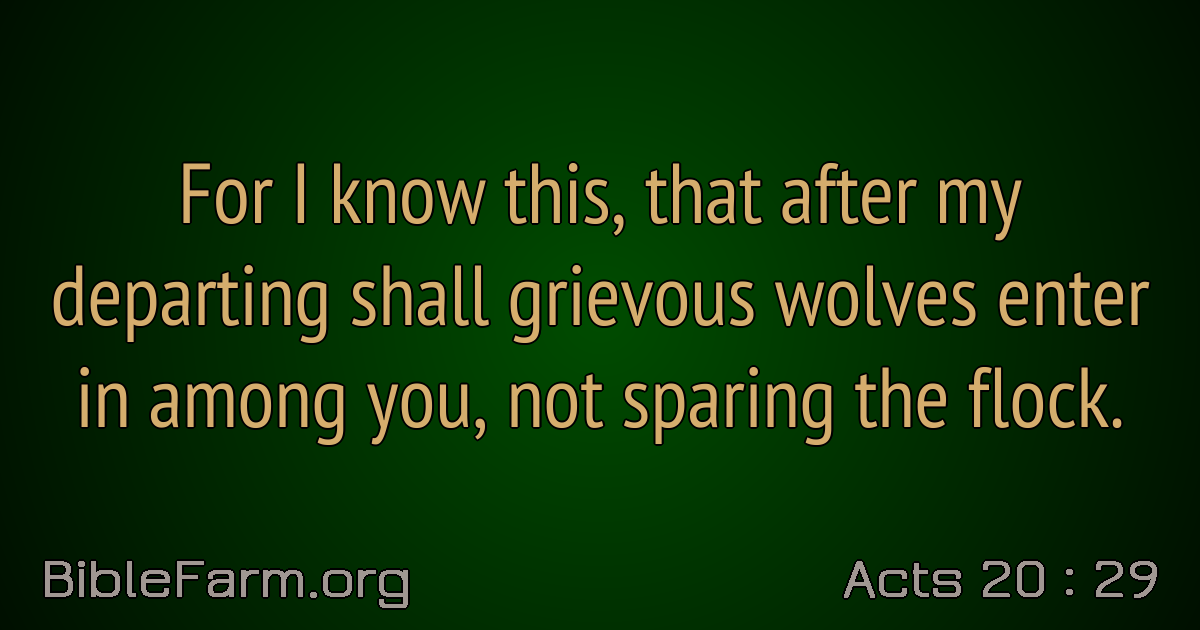 For I know this, that after my
departing shall grievous wolves enter
in among you, not sparing the flock.
BibleFarm.org
Acts 20 : 29